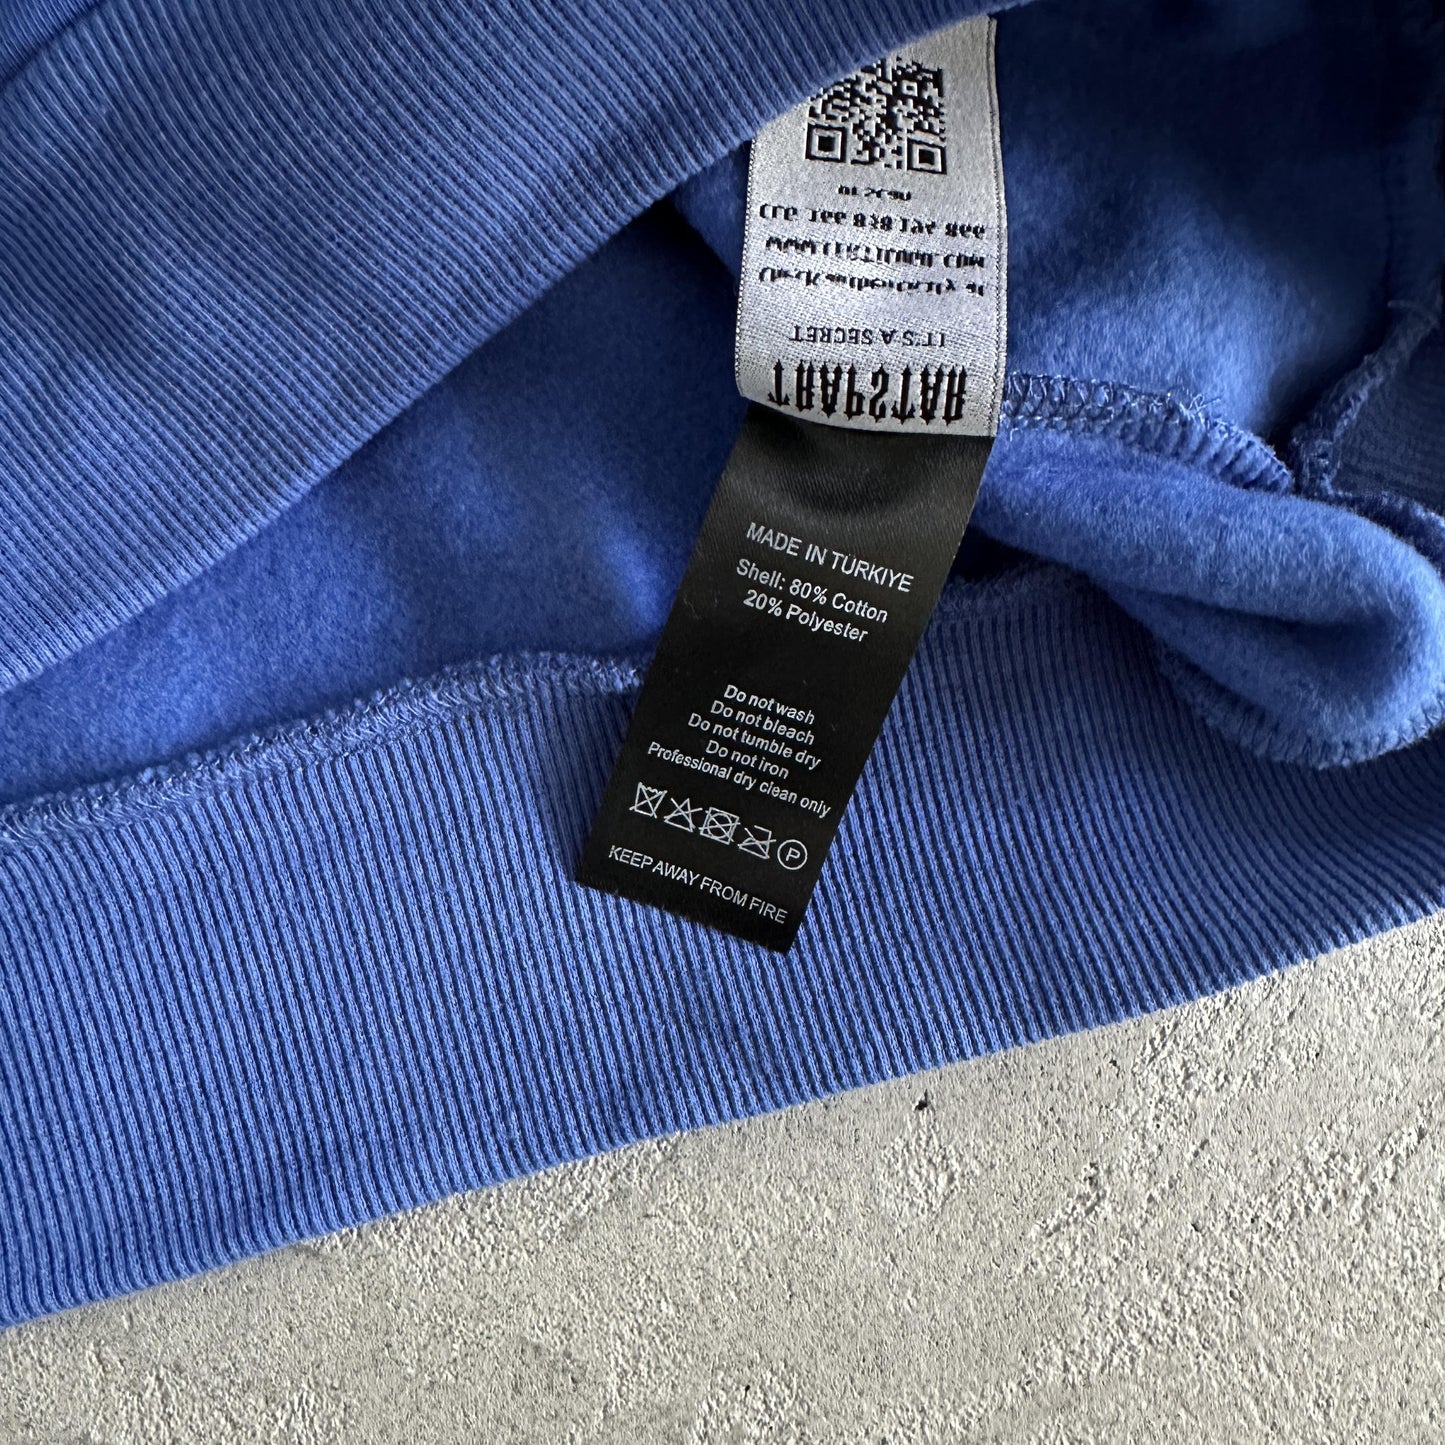 TRAPSTAR
IT'S A SECRET
MADE IN TÜRKIYE
Shell: 80% Cotton
20% Polyester
Do not wash
Do not bleach
Do not tumble dry
Do not iron
Professional dry clean only
P
KEEP AWAY FROM FIRE